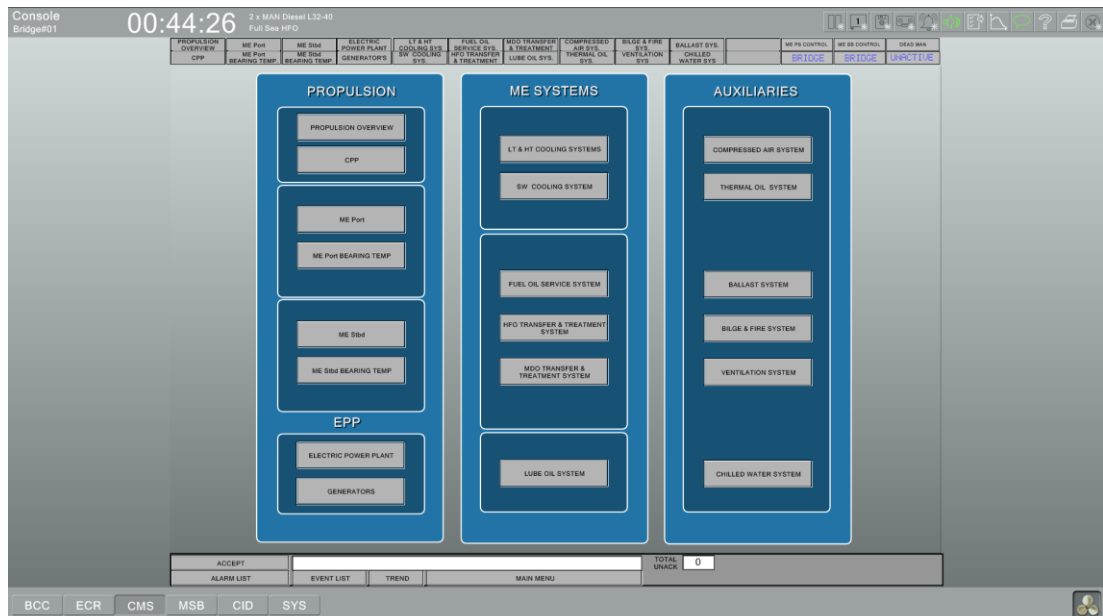 Console
Bridge#01
00:44:26
2 x MAN Diesel L32-40
Full Sea
HFO
PROPULSION OVERVIEW
ME Port
ME Stbd
ELECTRIC POWER PLANT
LT & HT COOLING SYS
FUEL OIL SERVICE SYS.
MDO TRANSFER & TREATMENT
COMPRESSED AIR SYS.
BILGE & FIRE SYS.
BALLAST SYS.
ME PS CONTROL
ME SB CONTROL
DEAD MAN
CPP
ME Port BEARING TEMP.
ME Stbd BEARING TEMP.
GENERATORS
SW COOLING SYS.
HFO TRANSFER & TREATMENT
LUBE OIL SYS.
THERMAL OIL SYS.
VENTILATION SYS
CHILLED WATER SYS
BRIDGE
BRIDGE
UNACTIVE
PROPULSION
PROPULSION OVERVIEW
CPP
ME Port
ME Port BEARING TEMP
ME Stbd
ME Stbd BEARING TEMP
EPP
ELECTRIC POWER PLANT
GENERATORS
ME SYSTEMS
LT & HT COOLING SYSTEMS
SW COOLING SYSTEM
FUEL OIL SERVICE SYSTEM
HFO TRANSFER & TREATMENT
SYSTEM
MDO TRANSFER &
TREATMENT SYSTEM
LUBE OIL SYSTEM
AUXILIARIES
COMPRESSED AIR SYSTEM
THERMAL OIL SYSTEM
BALLAST SYSTEM
BILGE & FIRE SYSTEM
VENTILATION SYSTEM
CHILLED WATER SYSTEM
ACCEPT
TOTAL
UNACK
0
ALARM LIST
EVENT LIST
TREND
MAIN MENU
BCC
ECR
CMS
MSB
CID
SYS